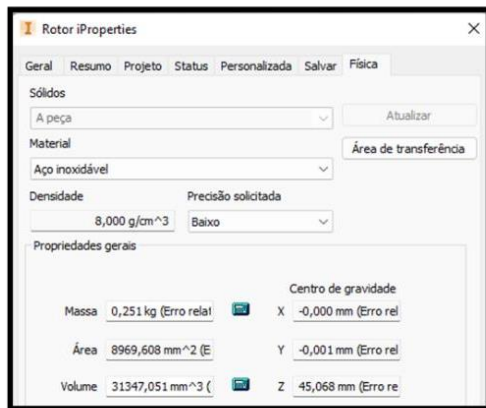 Rotor iProperties
Geral Resumo Projeto Status Personalizada Salvar Física
Sólidos
A peça
Atualizar
Material
Área de transferência
Aço inoxidável
Densidade Precisão solicitada
8,000 g/cm^3 Baixo
Propriedades gerais
Centro de gravidade
Massa 0,251 kg (Erro relat X -0,000 mm (Erro rel
Área 8969,608 mm^2 (E Y -0,001 mm (Erro rel
Volume 31347,051 mm^3 ( Z 45,068 mm (Erro re